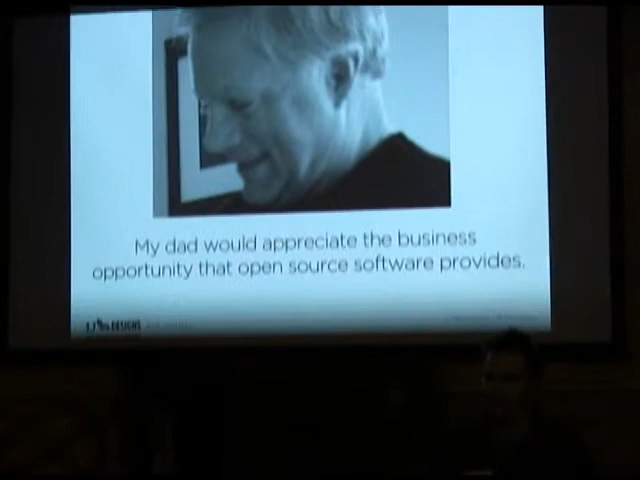 My dad would appreciate the business
opportunity that open source software provides.